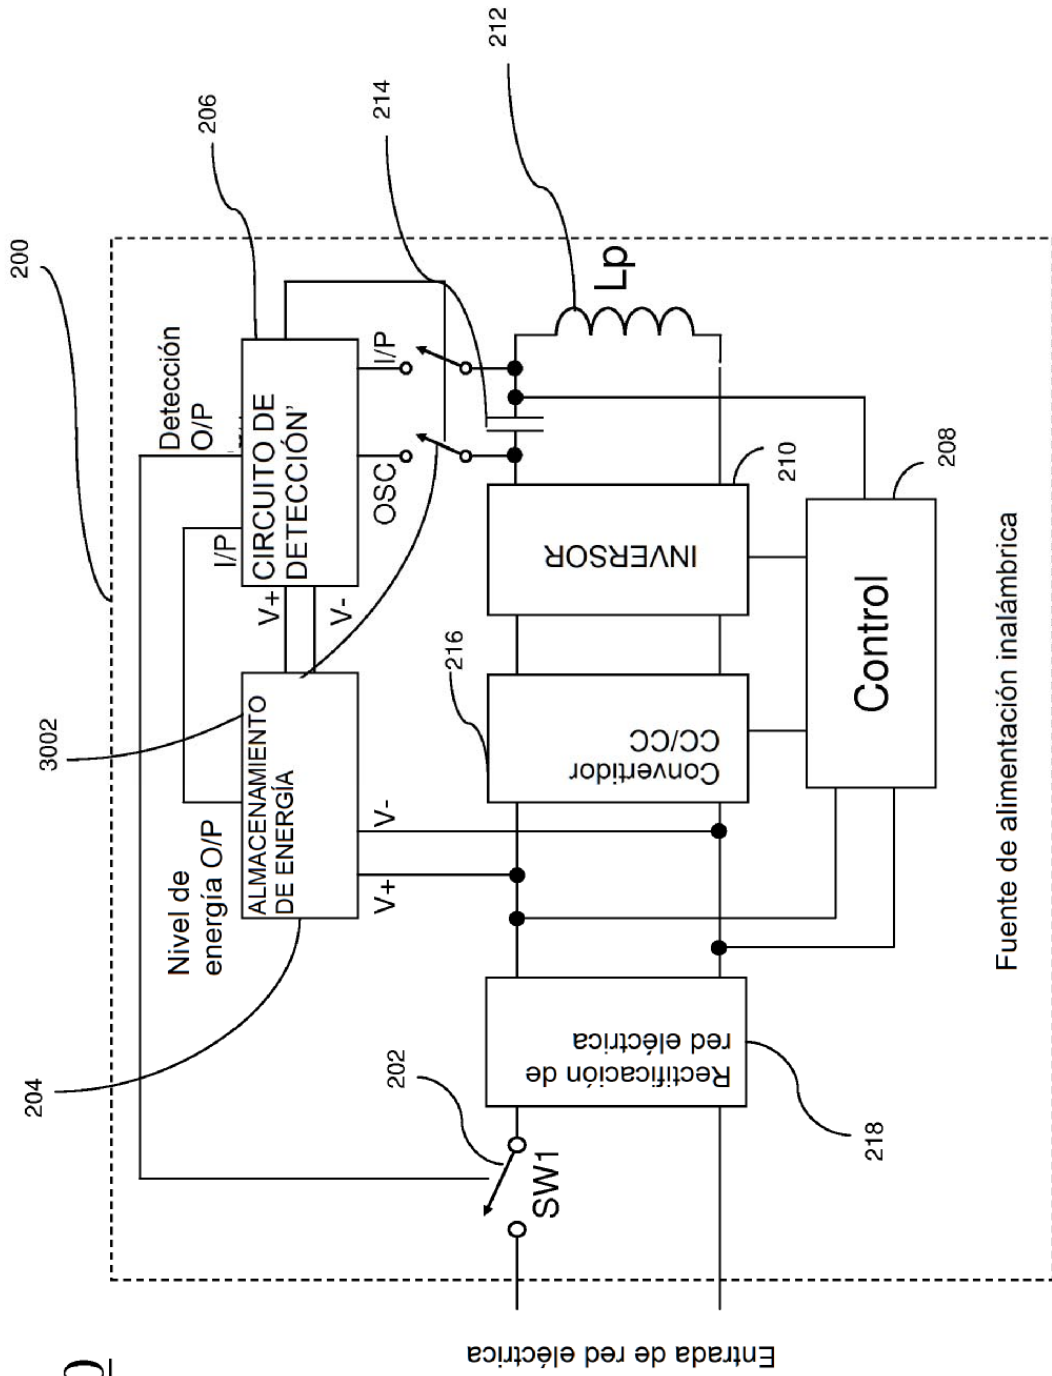 200
Detección
O/P
206
214
212
3002
204
Nivel de
energía O/P
I/P
V+
V-
ALMACENAMIENTO
DE ENERGÍA
CIRCUITO DE
DETECCIÓN'
V+
V-
OSC
I/P
Lp
202
SW1
Rectificación de
red eléctrica
218
216
Convertidor
CC/CC
INVERSOR
210
Control
208
Entrada de red eléctrica
Fuente de alimentación inalámbrica